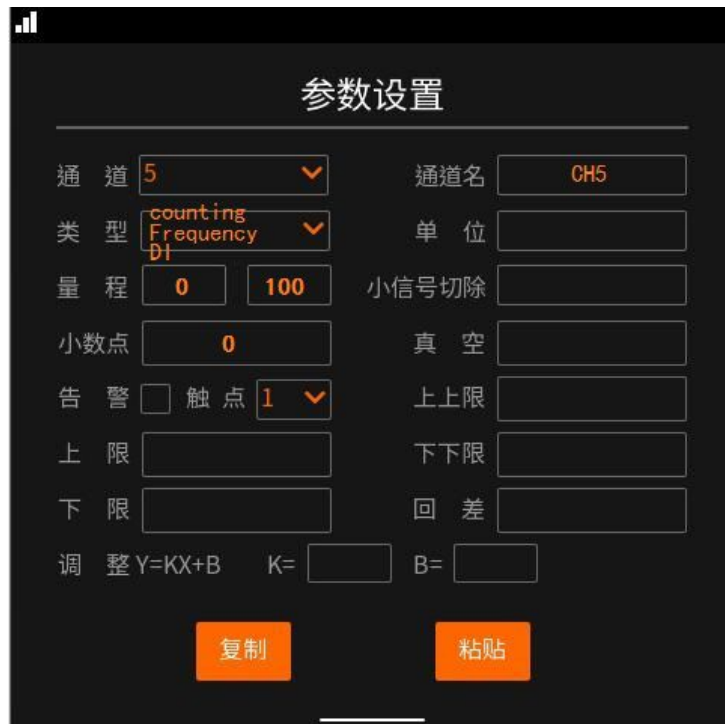 参数设置
通 道 5 通道名 CH5
类 型 counting Frequency DI 单 位
量 程 0 100 小信号切除
小数点 0 真 空
告 警 触 点 1 上上限
上 限 下下限
下 限 回 差
调 整 Y=KX+B K= B=
复制 粘贴